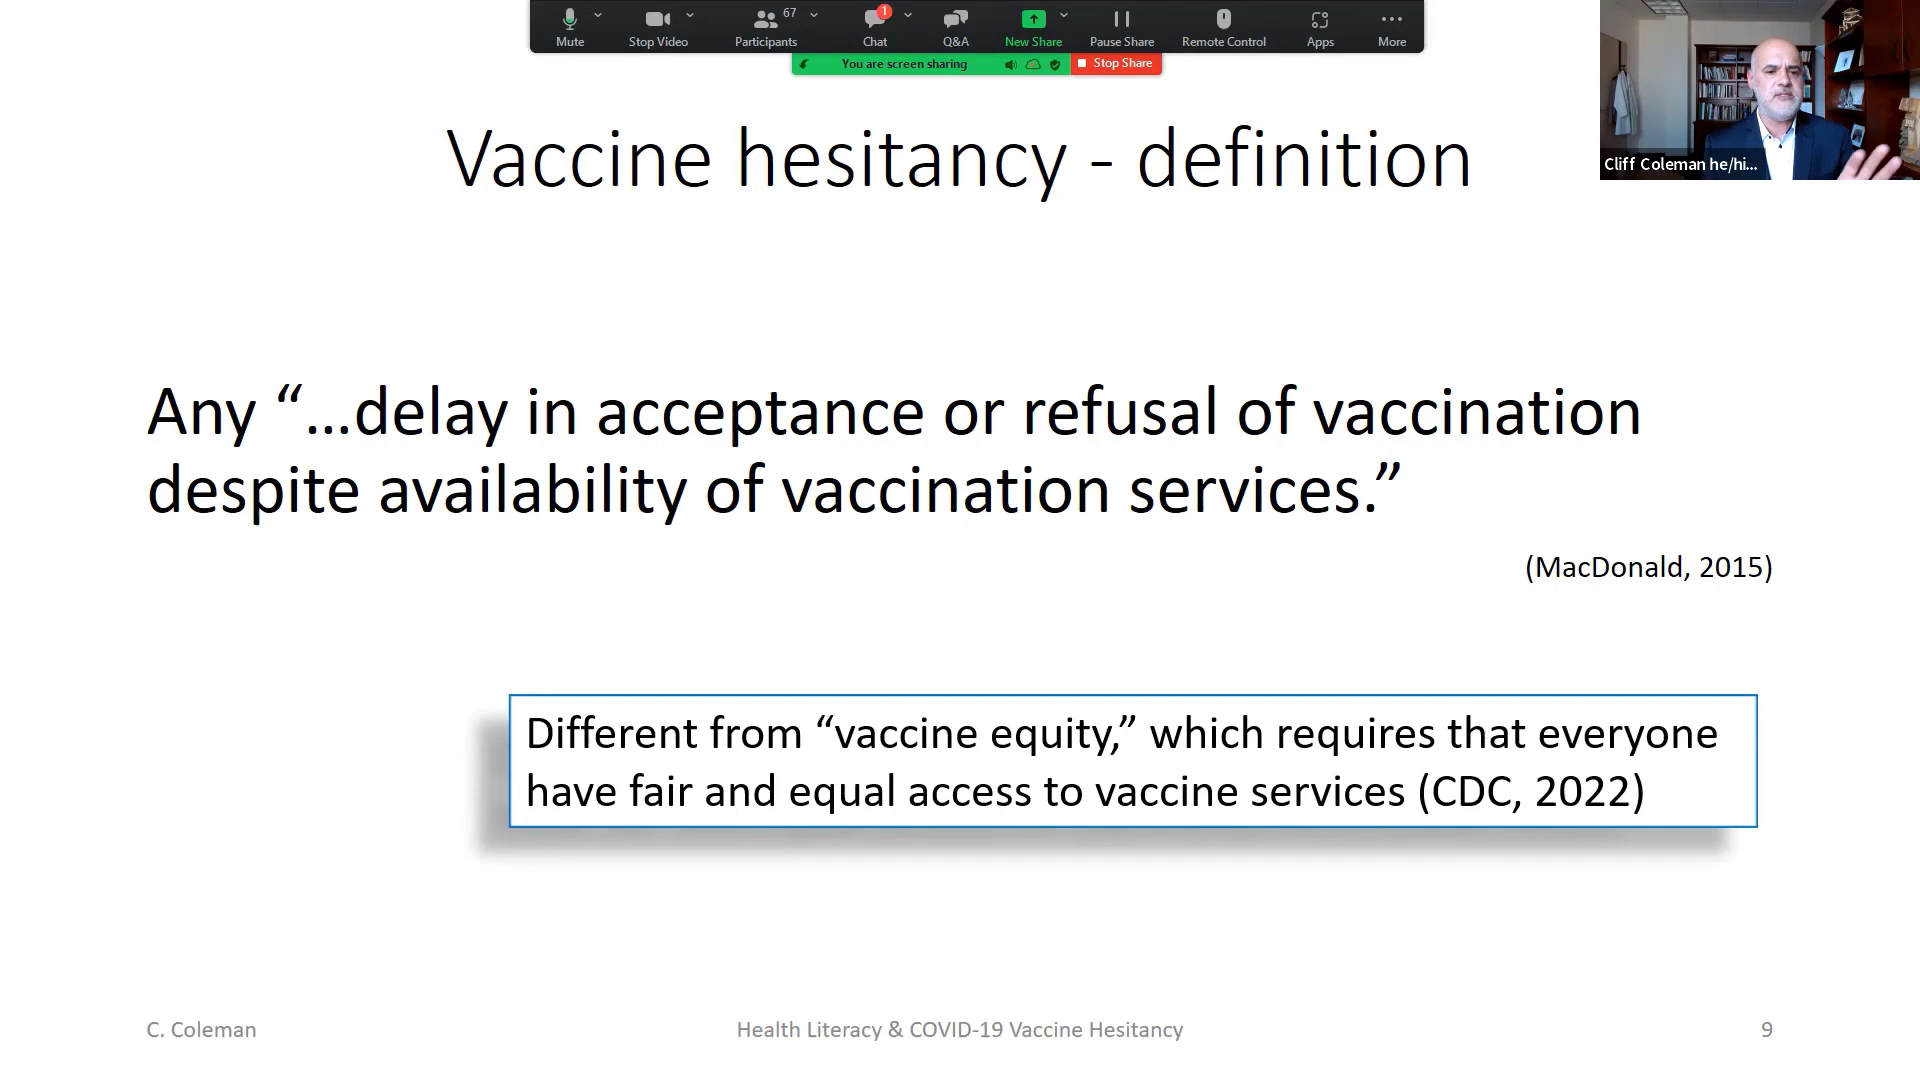 67
1
Mute
Stop Video
Participants
Chat
Q&A
New Share
Pause Share
Remote Control
Apps
More
You are screen sharing
Stop Share
Cliff Coleman he/hi...
Vaccine hesitancy - definition
Any “…delay in acceptance or refusal of vaccination
despite availability of vaccination services.”
(MacDonald, 2015)
Different from “vaccine equity,” which requires that everyone
have fair and equal access to vaccine services (CDC, 2022)
C. Coleman
Health Literacy & COVID-19 Vaccine Hesitancy
9